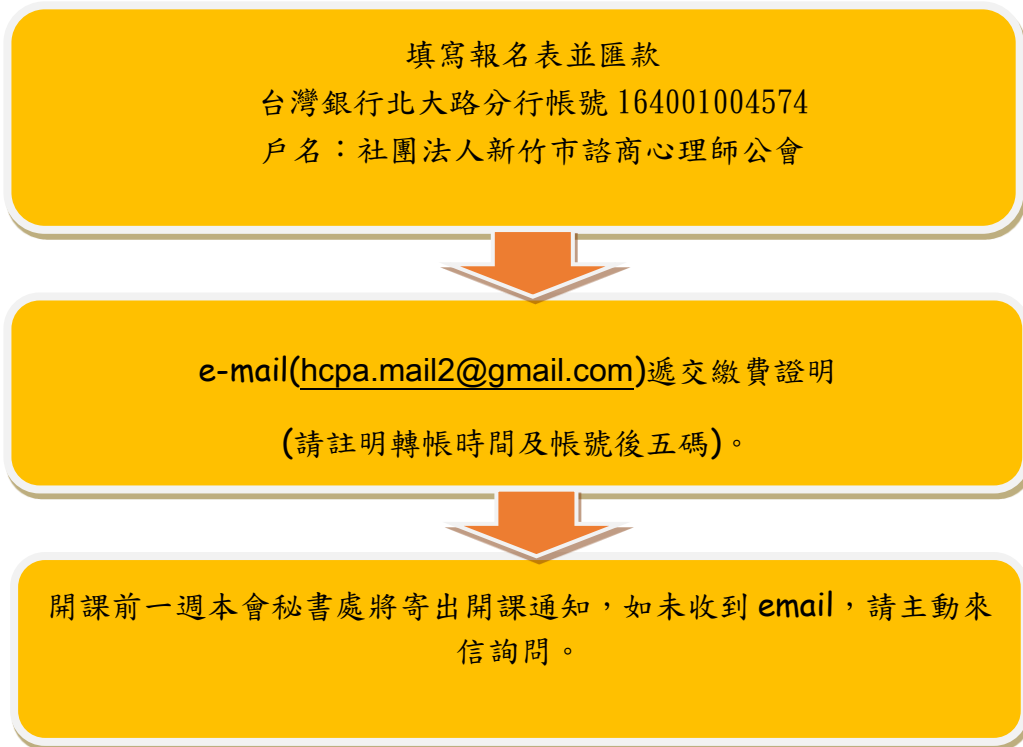 填寫報名表並匯款
台灣銀行北大路分行帳號 164001004574
戶名：社團法人新竹市諮商心理師公會
e-mail(hcpa.mail2@gmail.com)遞交繳費證明
(請註明轉帳時間及帳號後五碼)。
開課前一週本會秘書處將寄出開課通知，如未收到 email，請主動來
信詢問。